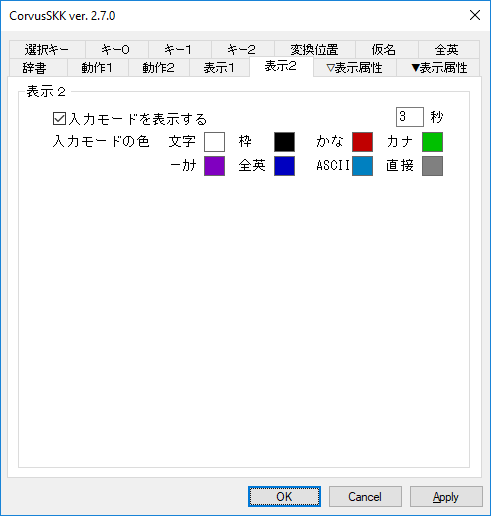 CorvusSKK ver. 2.7.0
選択キー キー0 キー1 キー2 変換位置 仮名 全英
辞書 動作1 動作2 表示1 表示2 ▽表示属性 ▼表示属性
表示2
入力モードを表示する 3 秒
入力モードの色 文字 枠 かな カナ
ーカナ 全英 ASCII 直接
OK Cancel Apply